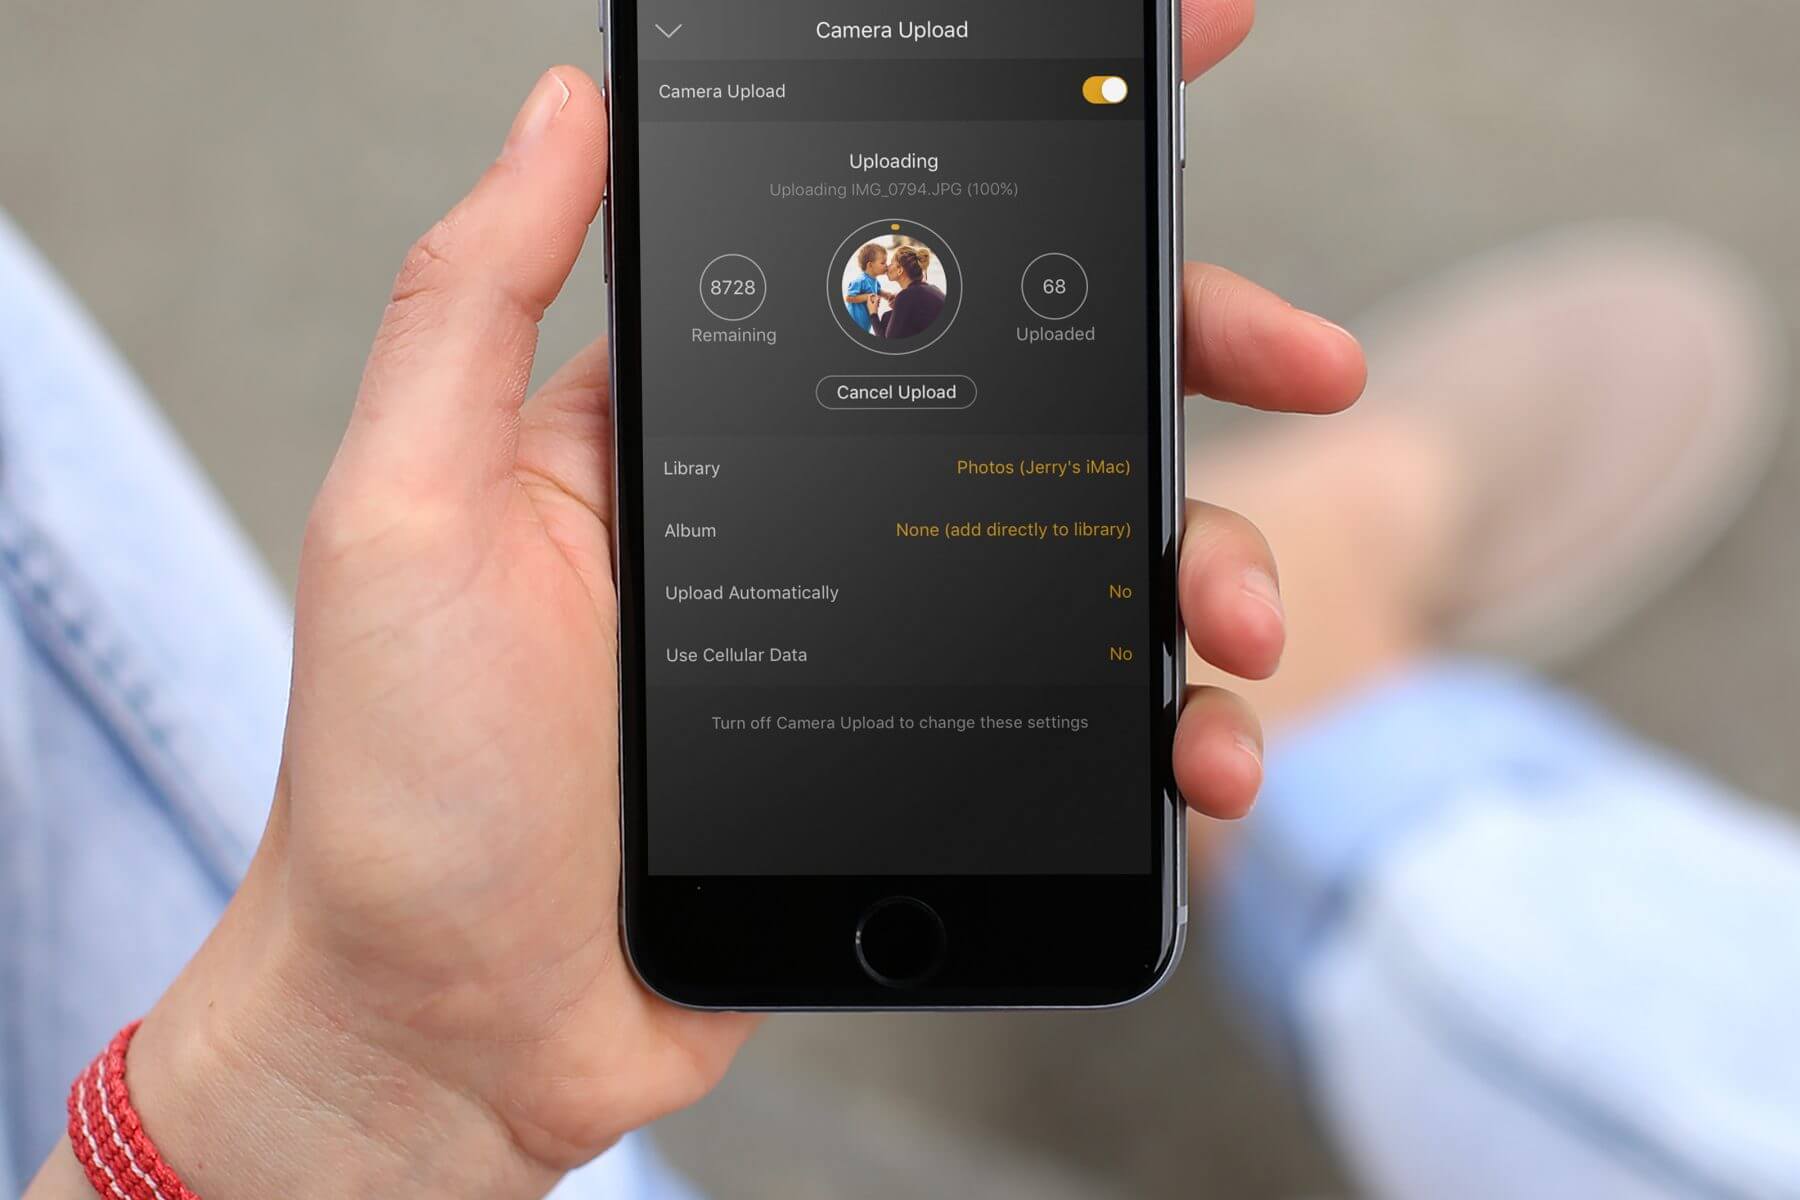 Camera Upload
Camera Upload
Uploading
Uploading IMG_0794.JPG (100%)
8728
Remaining
68
Uploaded
Cancel Upload
Library Photos (Jerry's iMac)
Album None (add directly to library)
Upload Automatically No
Use Cellular Data No
Turn off Camera Upload to change these settings